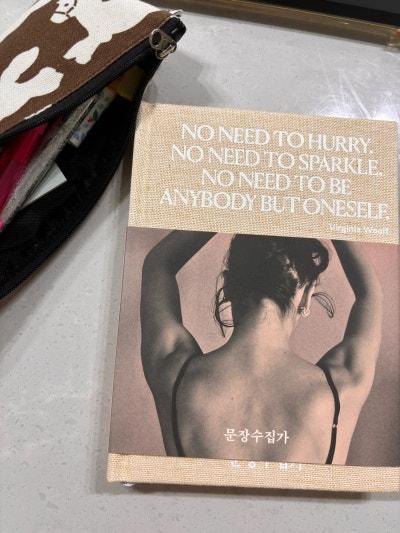 NO NEED TO HURRY.
NO NEED TO SPARKLE.
NO NEED TO BE
ANYBODY BUT ONESELF.
Virginia Woolf
문장수집가